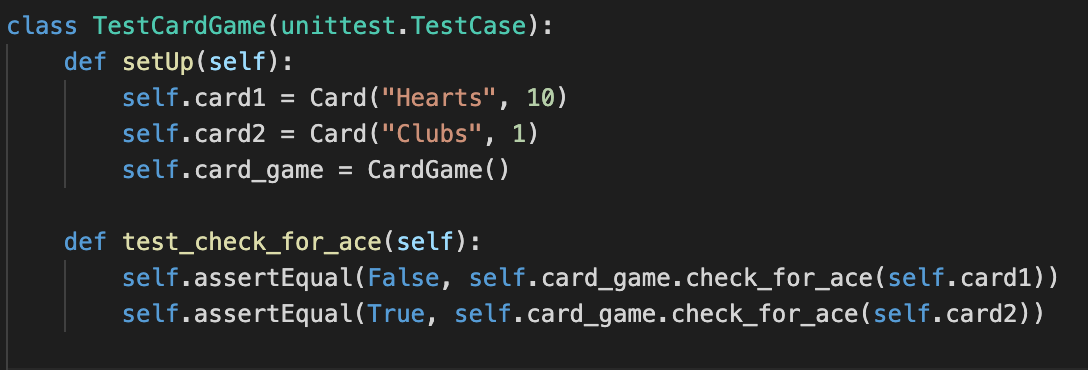 class TestCardGame(unittest.TestCase):
    def setUp(self):
        self.card1 = Card("Hearts", 10)
        self.card2 = Card("Clubs", 1)
        self.card_game = CardGame()

    def test_check_for_ace(self):
        self.assertEqual(False, self.card_game.check_for_ace(self.card1))
        self.assertEqual(True, self.card_game.check_for_ace(self.card2))